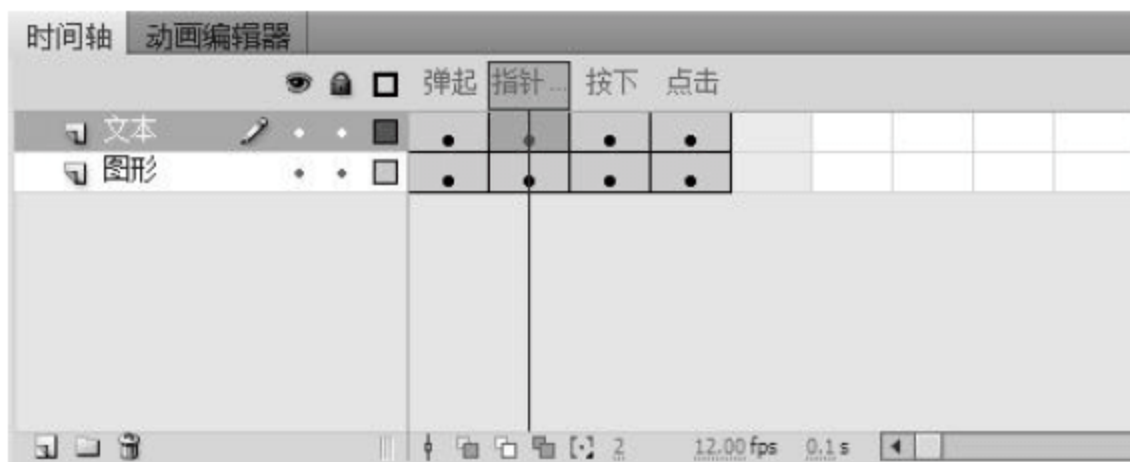 时间轴 动画编辑器
弹起 指针... 按下 点击
文本
图形
2 12.00 fps 0.1 s